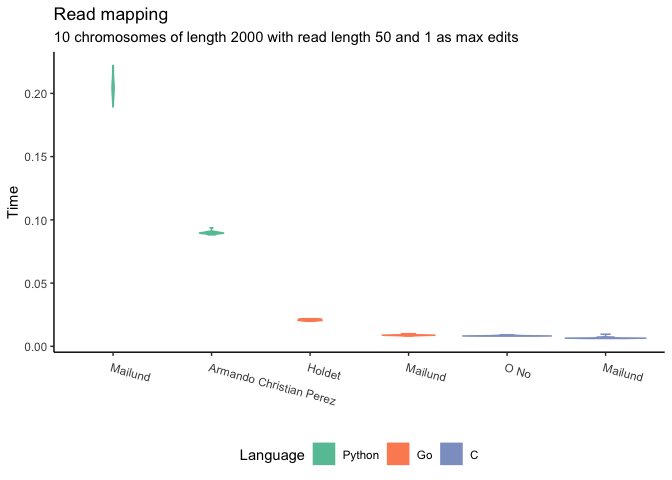 Read mapping
10 chromosomes of length 2000 with read length 50 and 1 as max edits
Time
0.20
0.15
0.10
0.05
0.00
Mailund
Armando Christian Perez
Holdet
Mailund
O No
Mailund
Language
Python
Go
C